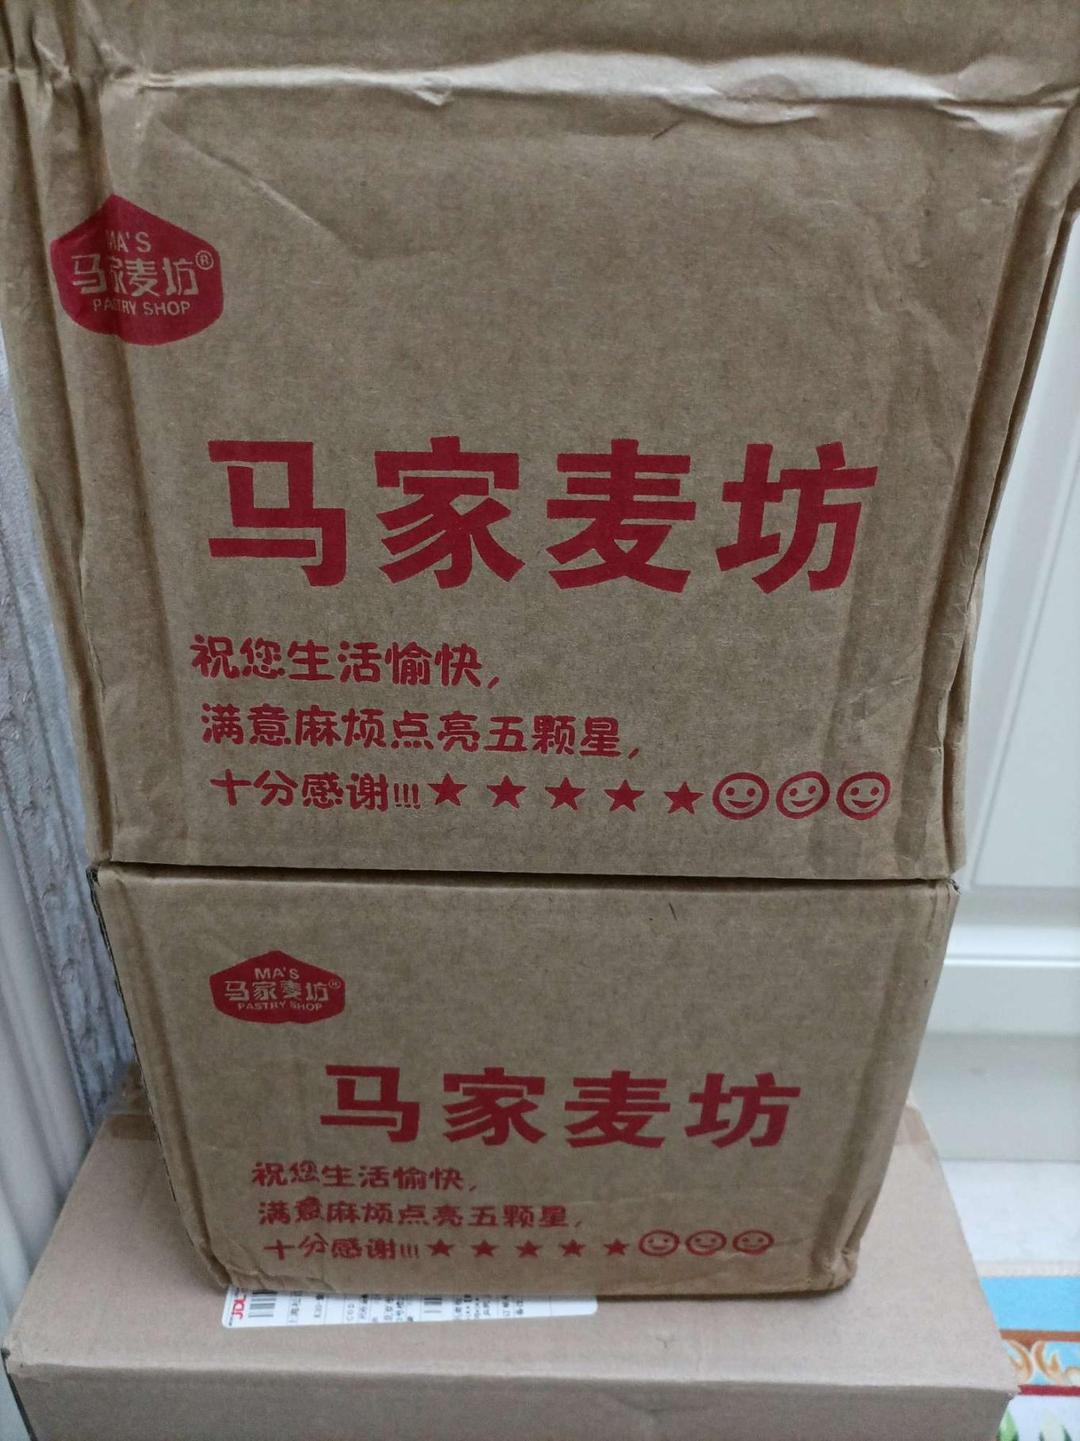 MA'S
马家麦坊®
PASTRY SHOP
马家麦坊
祝您生活愉快,
满意麻烦点亮五颗星,
十分感谢!!!★★★★★
MA'S
马家麦坊®
PASTRY SHOP
马家麦坊
祝您生活愉快,
满意麻烦点亮五颗星,
十分感谢!!!★★★★★
JDL